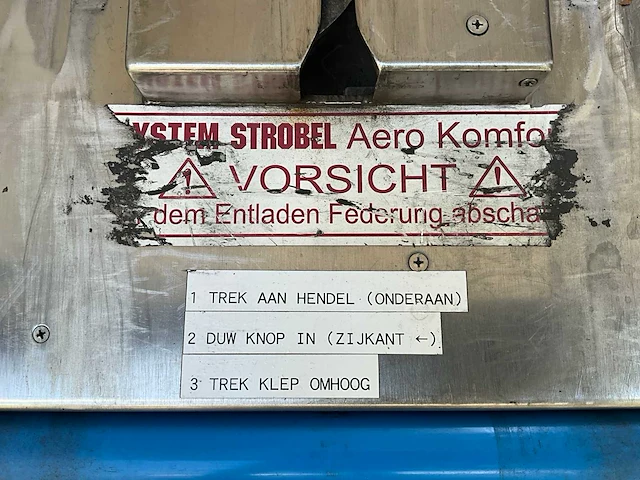 YSTEM STROBEL Aero Komfo
VORSICHT
dem Entladen Federung abscha
1 TREK AAN HENDEL (ONDERAAN)
2 DUW KNOP IN (ZIJKANT ←)
3 TREK KLEP OMHOOG